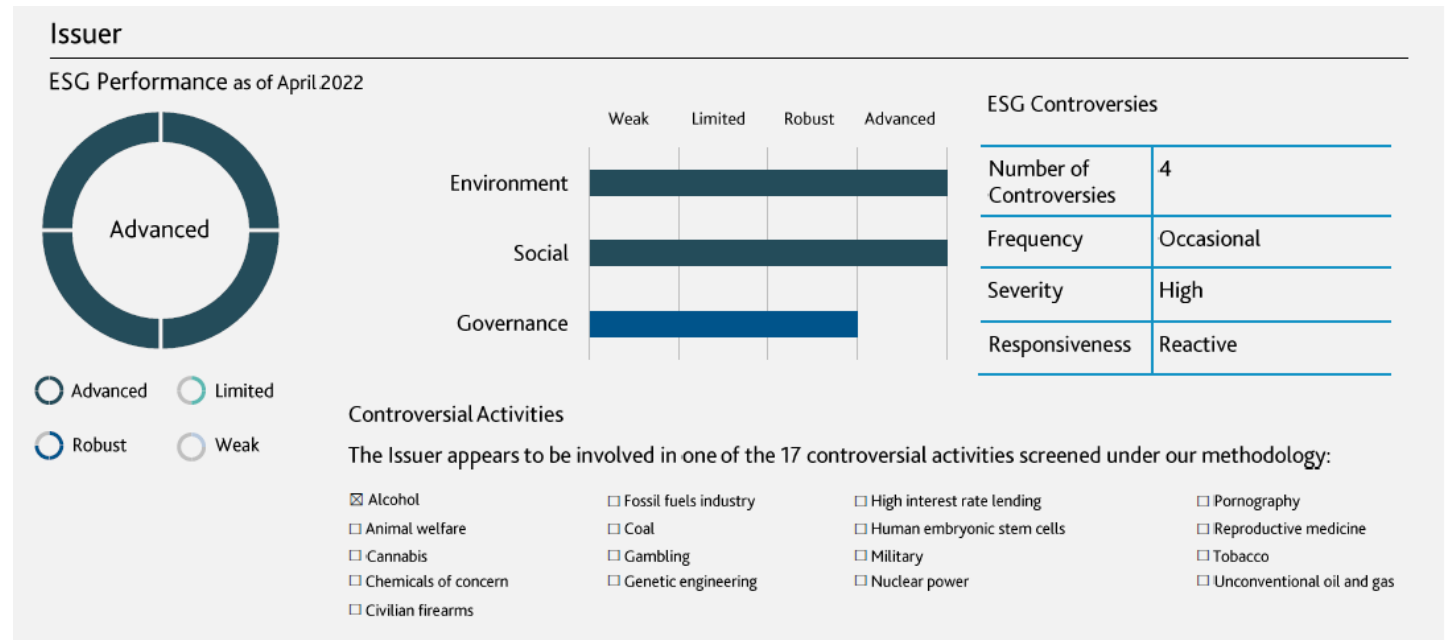 Issuer
ESG Performance as of April 2022
Advanced
Advanced
Limited
Robust
Weak
Weak Limited Robust Advanced
Environment
Social
Governance
ESG Controversies
Number of
Controversies
4
Frequency Occasional
Severity High
Responsiveness Reactive
Controversial Activities
The Issuer appears to be involved in one of the 17 controversial activities screened under our methodology:
☒ Alcohol
☐ Animal welfare
☐ Cannabis
☐ Chemicals of concern
☐ Civilian firearms
☐ Fossil fuels industry
☐ Coal
☐ Gambling
☐ Genetic engineering
☐ High interest rate lending
☐ Human embryonic stem cells
☐ Military
☐ Nuclear power
☐ Pornography
☐ Reproductive medicine
☐ Tobacco
☐ Unconventional oil and gas